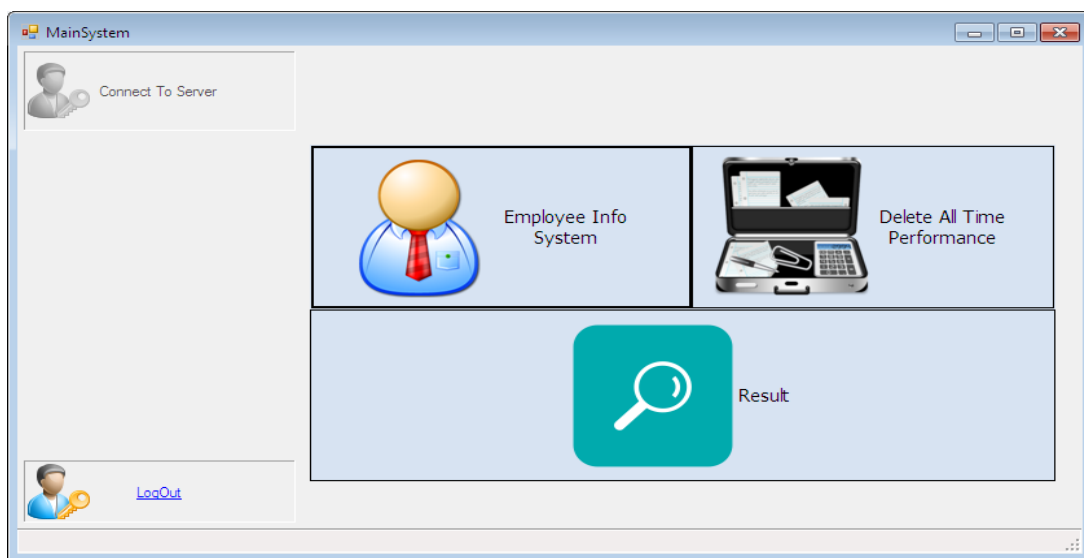 MainSystem
Connect To Server
Employee Info
System
Delete All Time
Performance
Result
LogOut